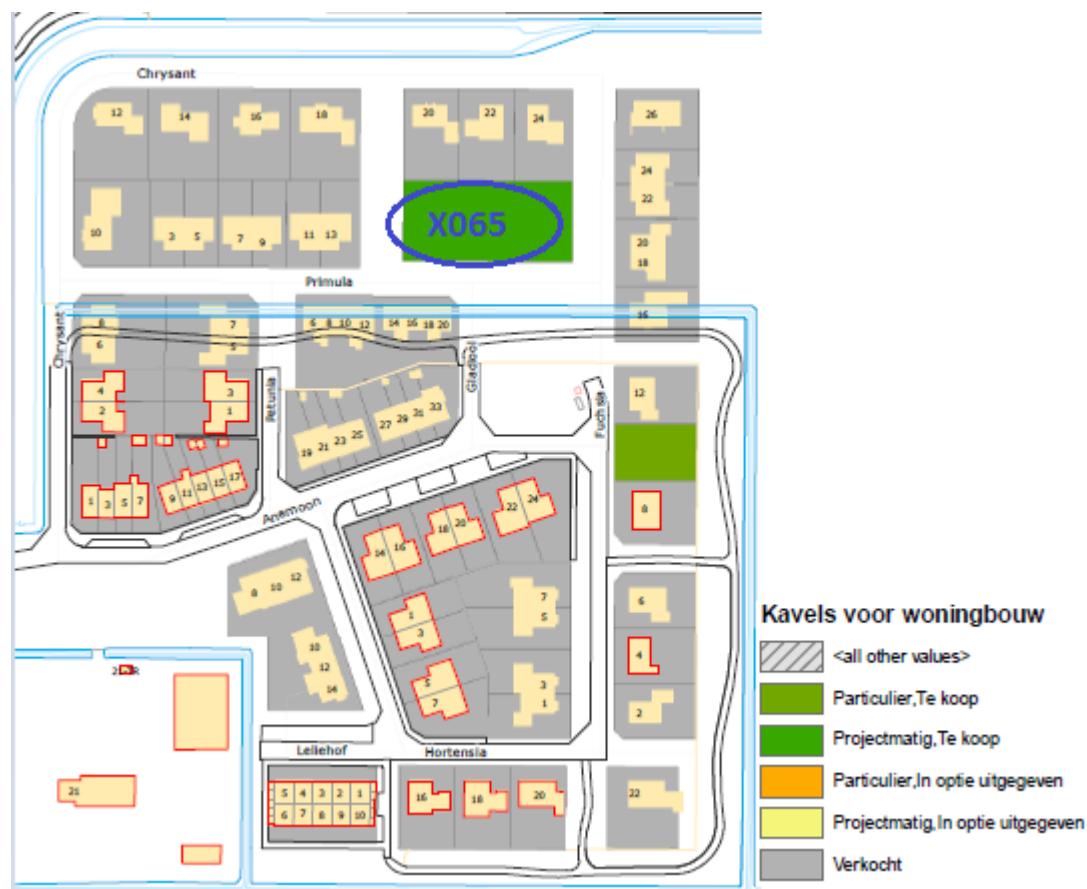 Chrysant
12 14 16 18 20 22 24 26
24
22
10 3 5 7 9 11 13 X065
20
18
Primula
16
Chrysant
8 7 6 8 10 12 14 16 18 20
6 5
Gladiool
4 3
2 1
Petunia
12
Fuchsia
19 21 23 25 27 29 31 33
1 3 5 7 9 11 13 15 17
Anemoon
8
14 16 18 20 22 24
8 10 12
1
3
7
5
6
10
12
14
4
5
7
3
1
2
Leliehof Hortensia
21
5 4 3 2 1
6 7 8 9 10
16 18 20 22
Kavels voor woningbouw
<all other values>
Particulier,Te koop
Projectmatig,Te koop
Particulier,In optie uitgegeven
Projectmatig,In optie uitgegeven
Verkocht